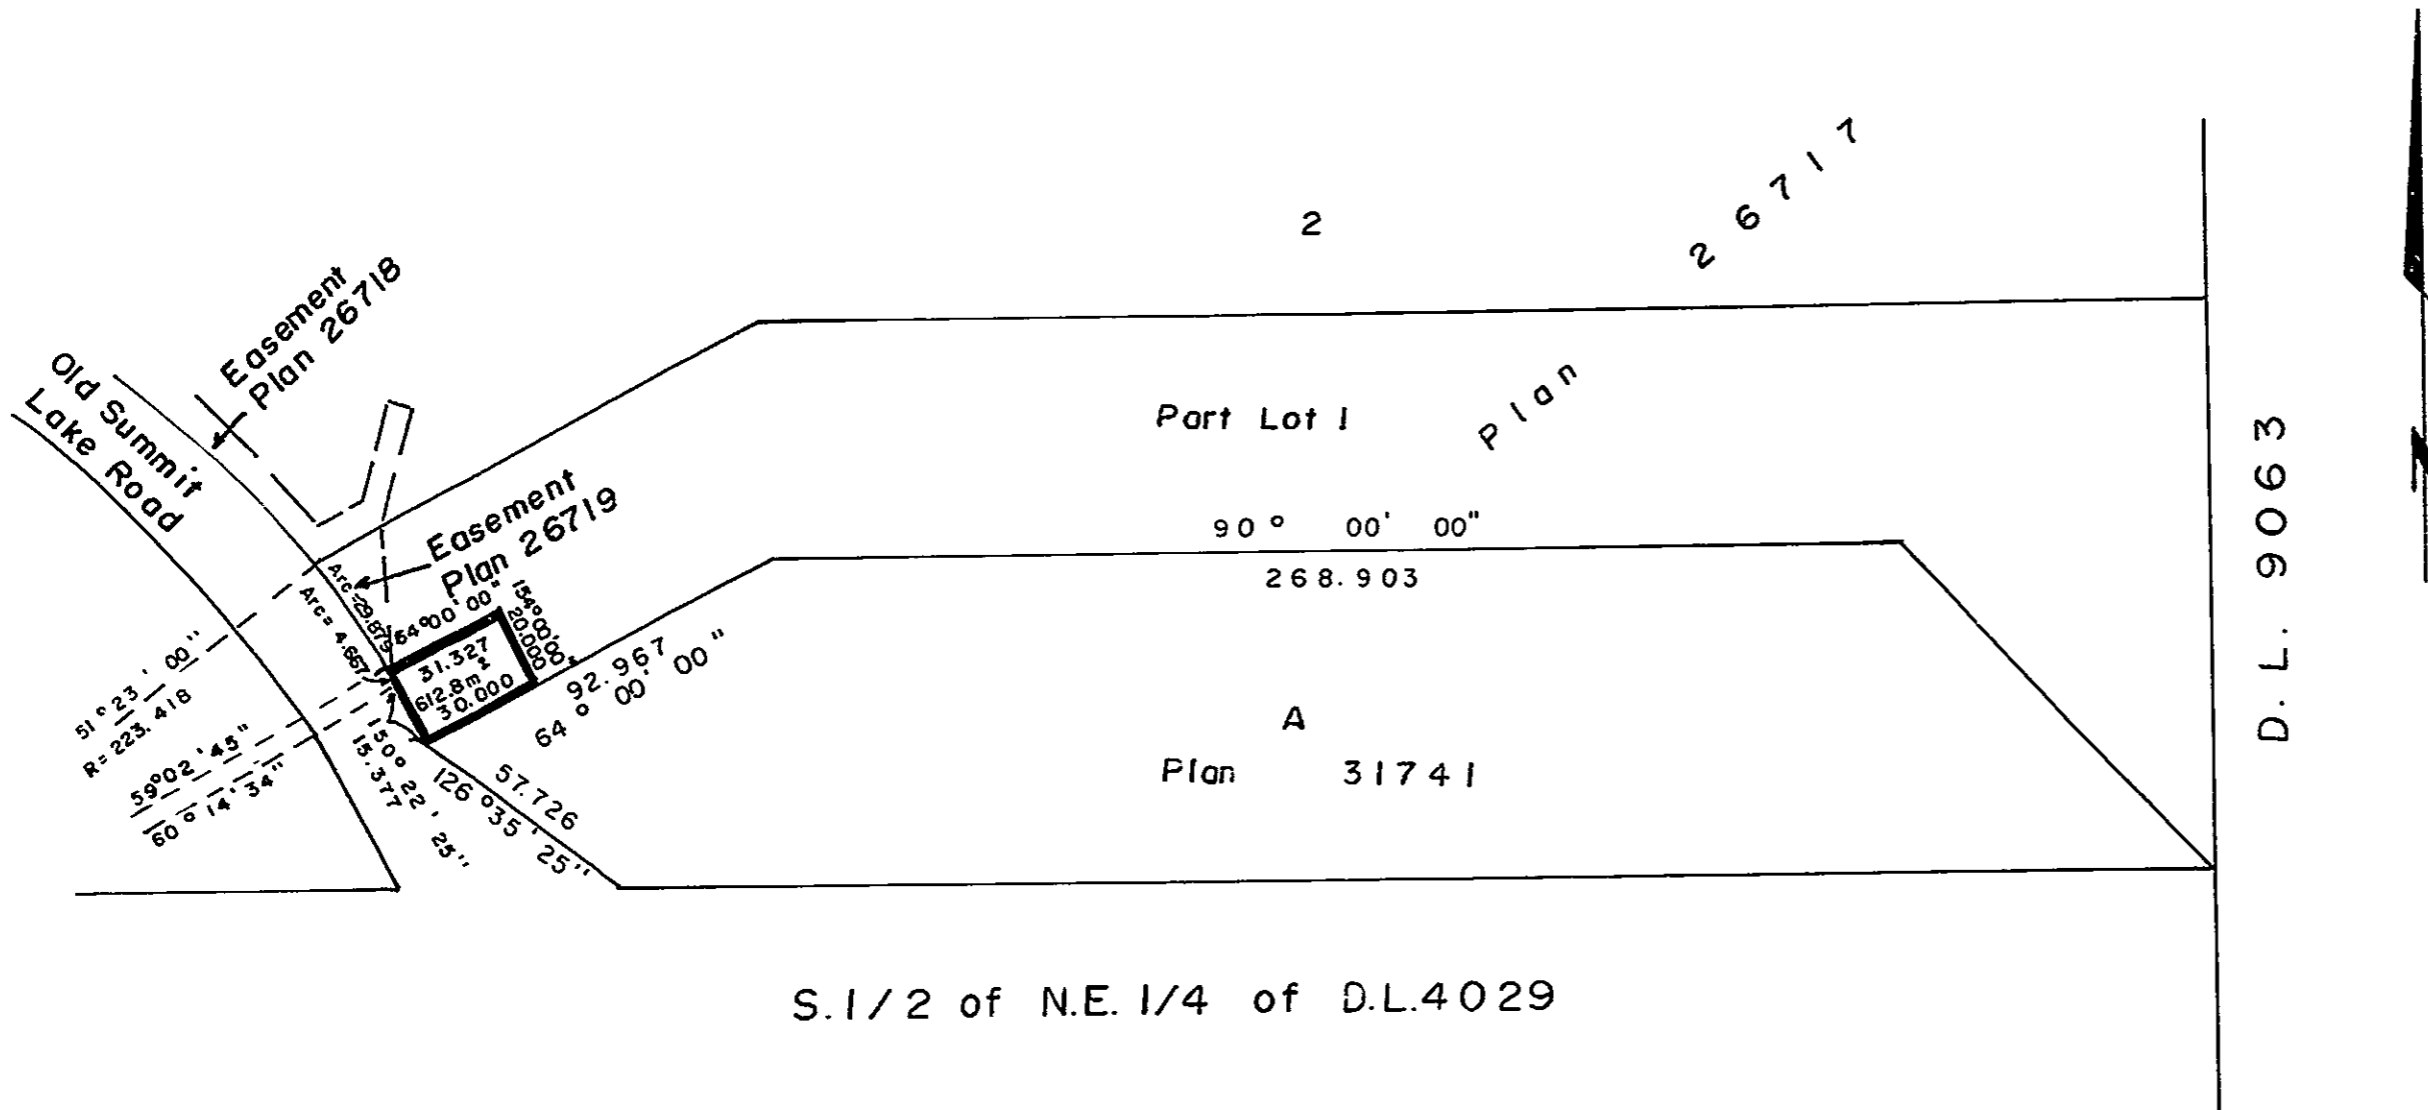 2
2 6 7 1 7
Easement
Plan 26718
Old Summit
Lake Road
Part Lot 1
Plan
D. L. 9063
Easement
Plan 26719
90° 00' 00"
268.903
Arc=29.879
Arc= 4.667
64°00'00"
154°00'00"
20.000
31.327
612.8m²
30.000
92.967
64° 00' 00"
51°23'00"
R=223.418
59°02'45"
60°14'34"
150° 22' 25"
15.377
57.726
126°35'25"
A
Plan 31741
S.1/2 of N.E. 1/4 of D.L.4029